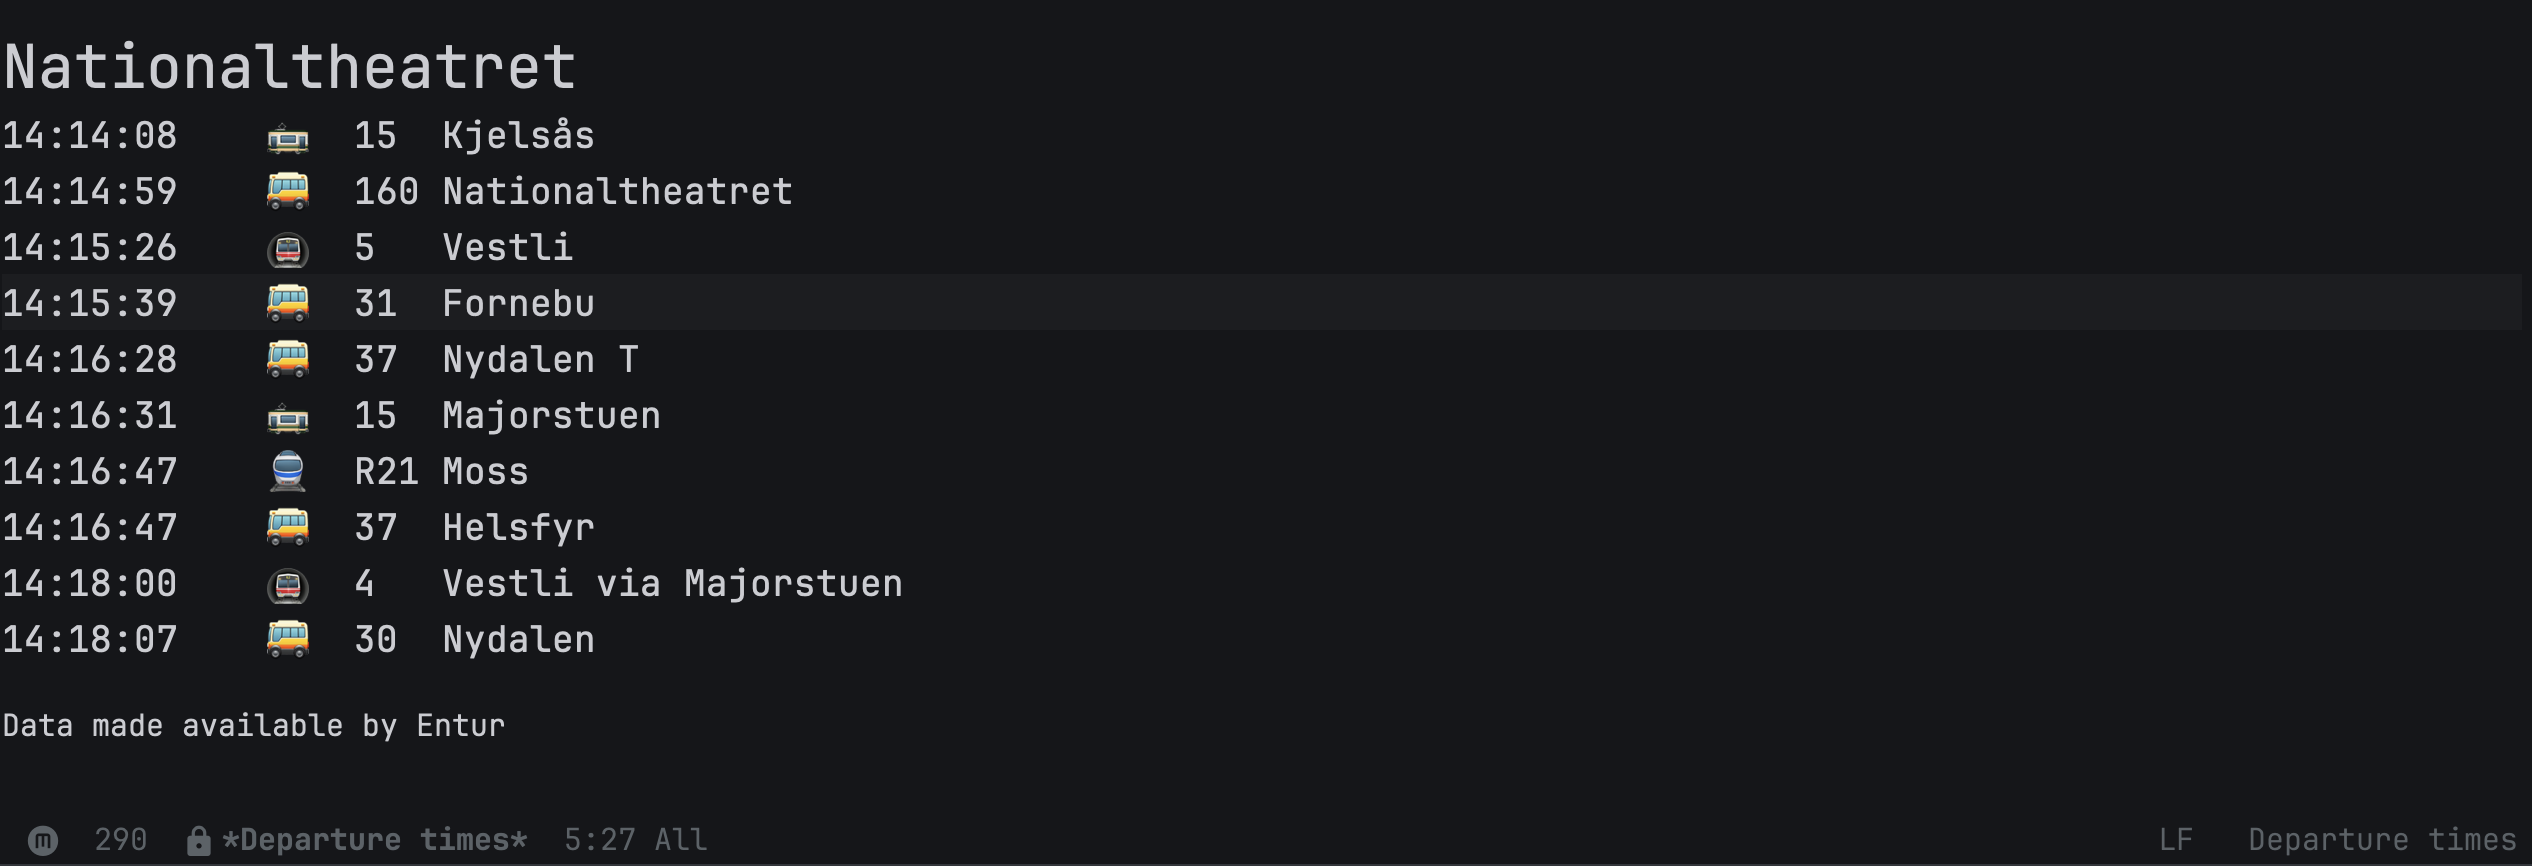 Nationaltheatret
14:14:08 15 Kjelsås
14:14:59 160 Nationaltheatret
14:15:26 5 Vestli
14:15:39 31 Fornebu
14:16:28 37 Nydalen T
14:16:31 15 Majorstuen
14:16:47 R21 Moss
14:16:47 37 Helsfyr
14:18:00 4 Vestli via Majorstuen
14:18:07 30 Nydalen
Data made available by Entur
m 290 *Departure times* 5:27 All LF Departure times